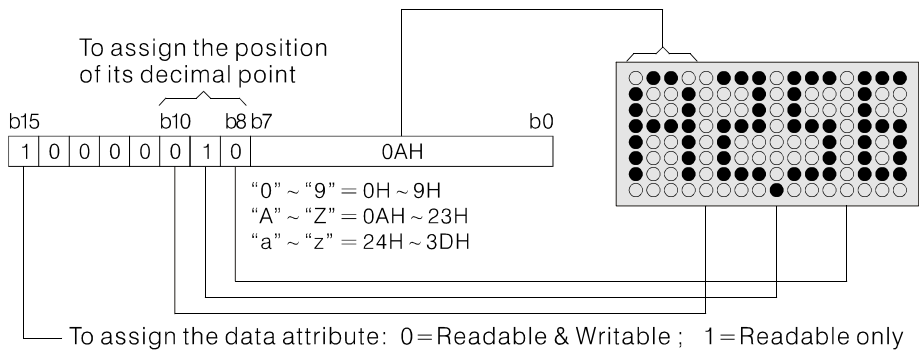 To assign the position
of its decimal point
b15 b10 b8 b7 b0
1 0 0 0 0 0 1 0 0AH
“0” ~ “9” = 0H ~ 9H
“A” ~ “Z” = 0AH ~ 23H
“a” ~ “z” = 24H ~ 3DH
To assign the data attribute: 0=Readable & Writable ; 1=Readable only